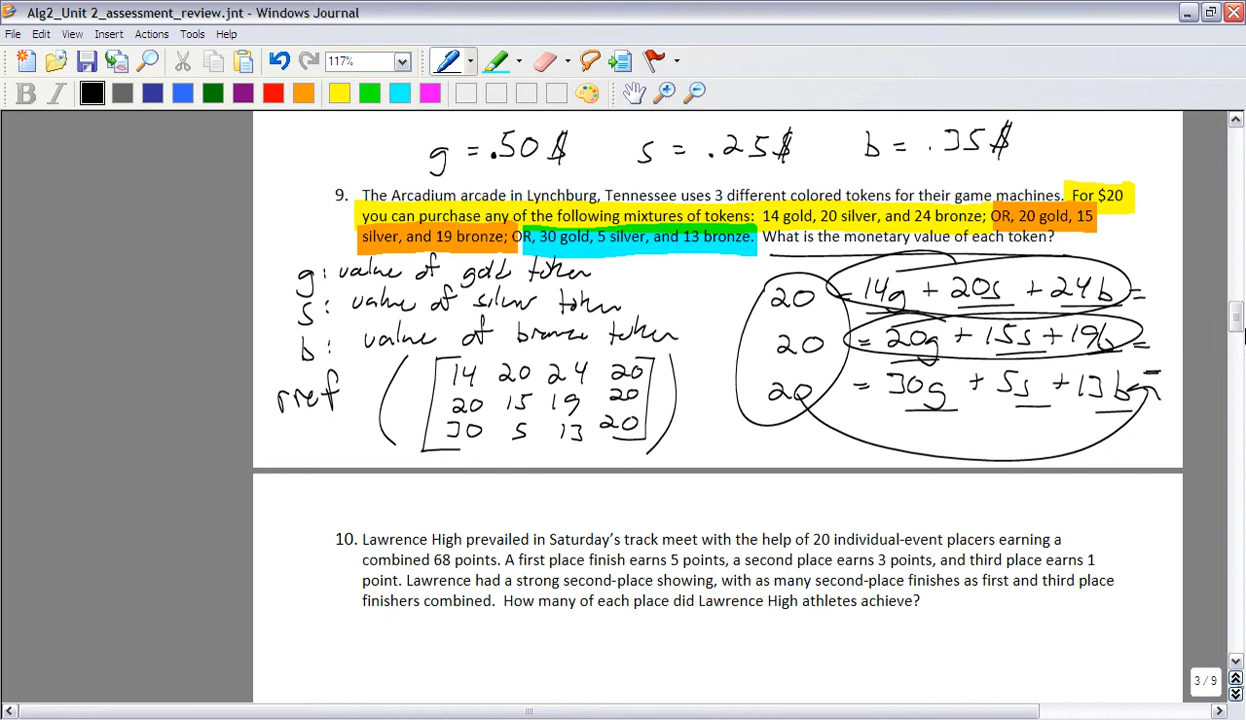 Alg2_Unit 2_assessment_review.jnt - Windows Journal
File Edit View Insert Actions Tools Help
117%
B I
g = .50$ s = .25$ b = .35$
9. The Arcadium arcade in Lynchburg, Tennessee uses 3 different colored tokens for their game machines. For $20
you can purchase any of the following mixtures of tokens: 14 gold, 20 silver, and 24 bronze; OR, 20 gold, 15
silver, and 19 bronze; OR, 30 gold, 5 silver, and 13 bronze. What is the monetary value of each token?
g: value of gold token
s: value of silver token
b: value of bronze token
20 = 14g + 20s + 24b =
20 = 20g + 15s + 19b =
20 = 30g + 5s + 13b =
rref
14 20 24 20
20 15 19 20
30 5 13 20
10. Lawrence High prevailed in Saturday's track meet with the help of 20 individual-event placers earning a
combined 68 points. A first place finish earns 5 points, a second place earns 3 points, and third place earns 1
point. Lawrence had a strong second-place showing, with as many second-place finishes as first and third place
finishers combined. How many of each place did Lawrence High athletes achieve?
3 / 9